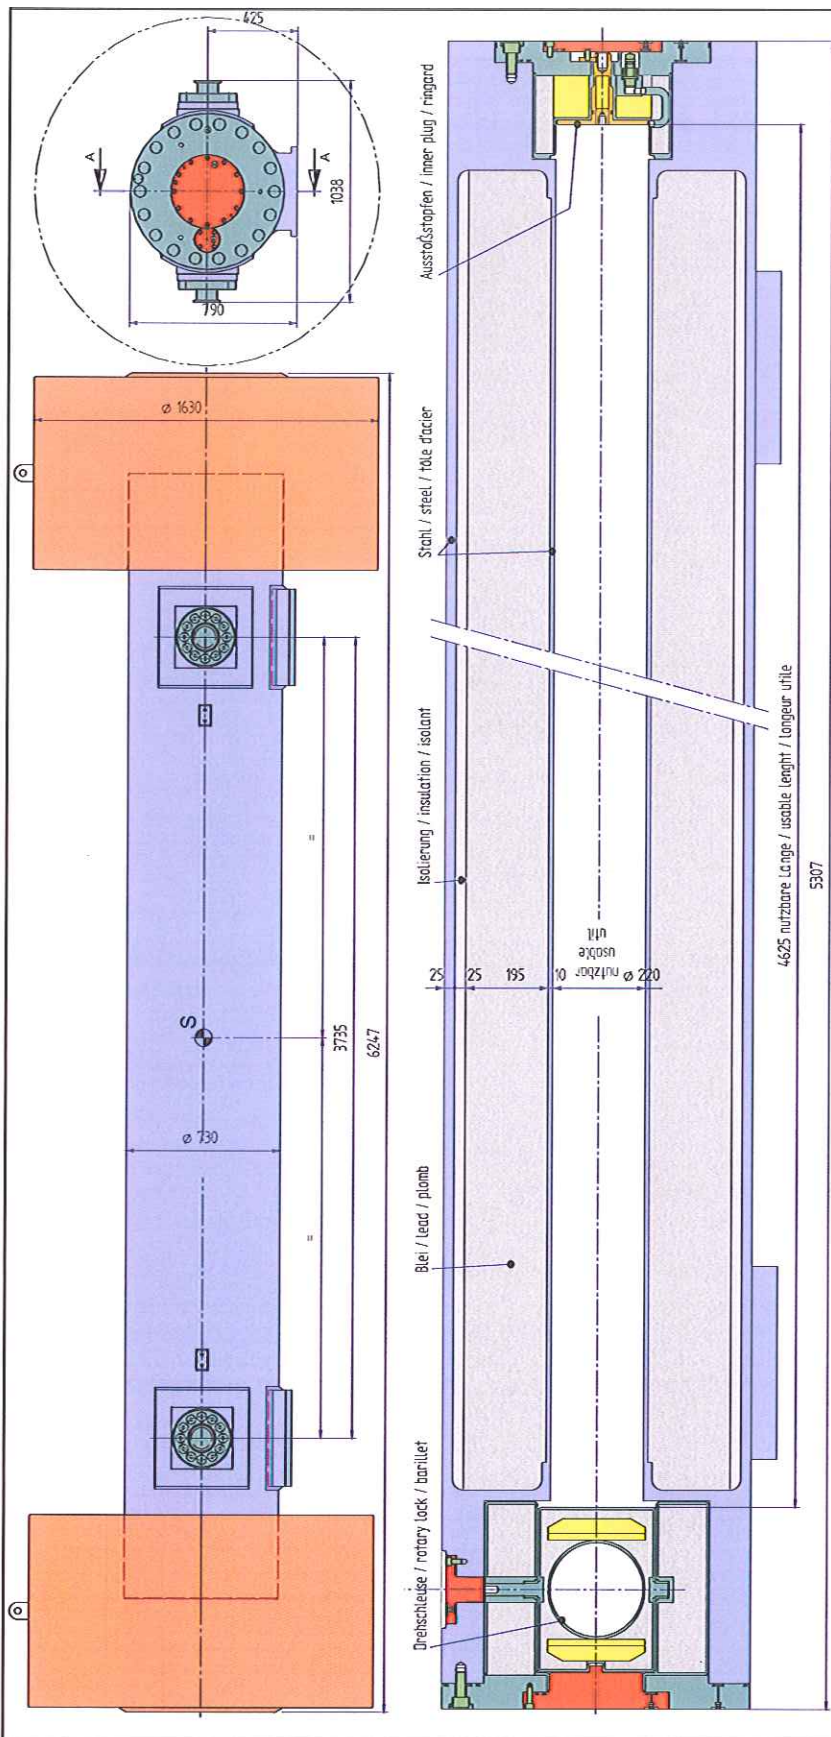 425
A
A
1038
790
Ø 1630
=
S
3735
6247
Ø 730
=
Ausstoßstopfen / inner plug / ringard
Stahl / steel / tôle d'acier
Isolierung / insulation / isolant
4625 nutzbare Länge / usable lenght / longeur utile
5307
25
25
195
10
Ø 220
nutzbar
usable
util
Blei / Lead / plomb
Drehschleuse / rotary lock / barillet